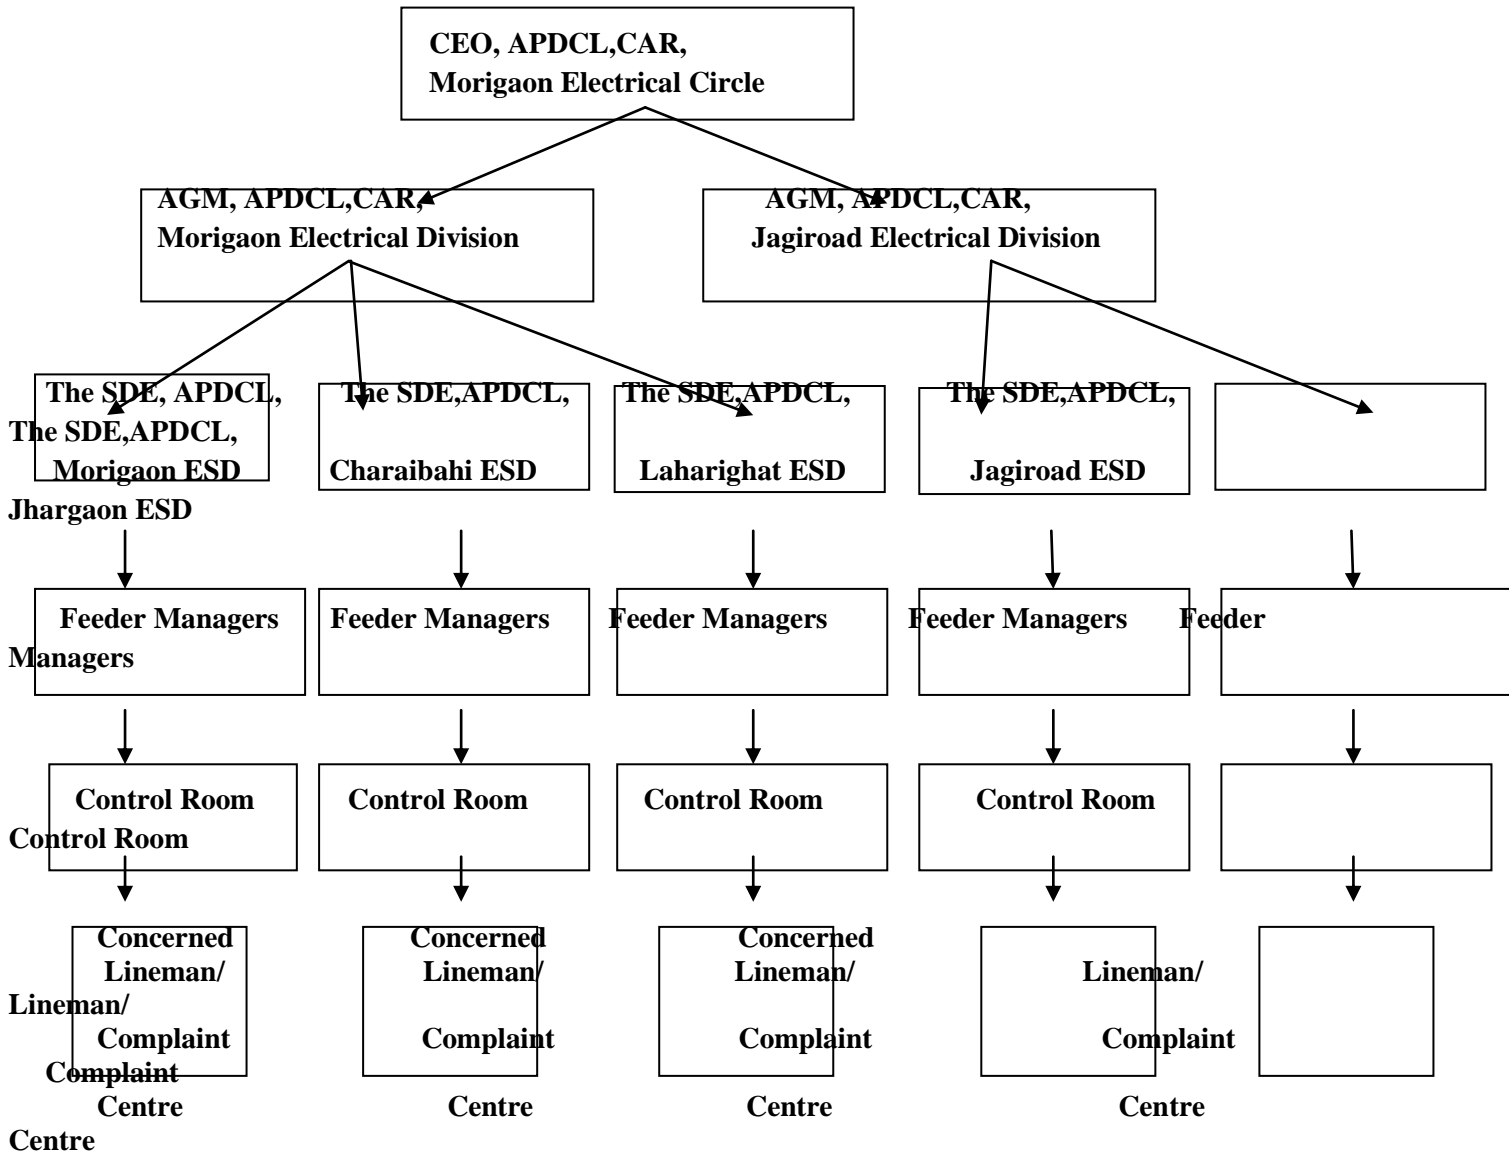 CEO, APDCL,CAR,
Morigaon Electrical Circle
AGM, APDCL,CAR, AGM, APDCL,CAR,
Morigaon Electrical Division Jagiroad Electrical Division
The SDE, APDCL, The SDE,APDCL, The SDE,APDCL, The SDE,APDCL,
The SDE,APDCL,
Morigaon ESD Charaibahi ESD Laharighat ESD Jagiroad ESD
Jhargaon ESD
Feeder Managers Feeder Managers Feeder Managers Feeder Managers Feeder
Managers
Control Room Control Room Control Room Control Room
Control Room
Concerned Concerned Concerned
Lineman/ Lineman/ Lineman/ Lineman/
Lineman/
Complaint Complaint Complaint Complaint
Complaint
Centre Centre Centre Centre
Centre